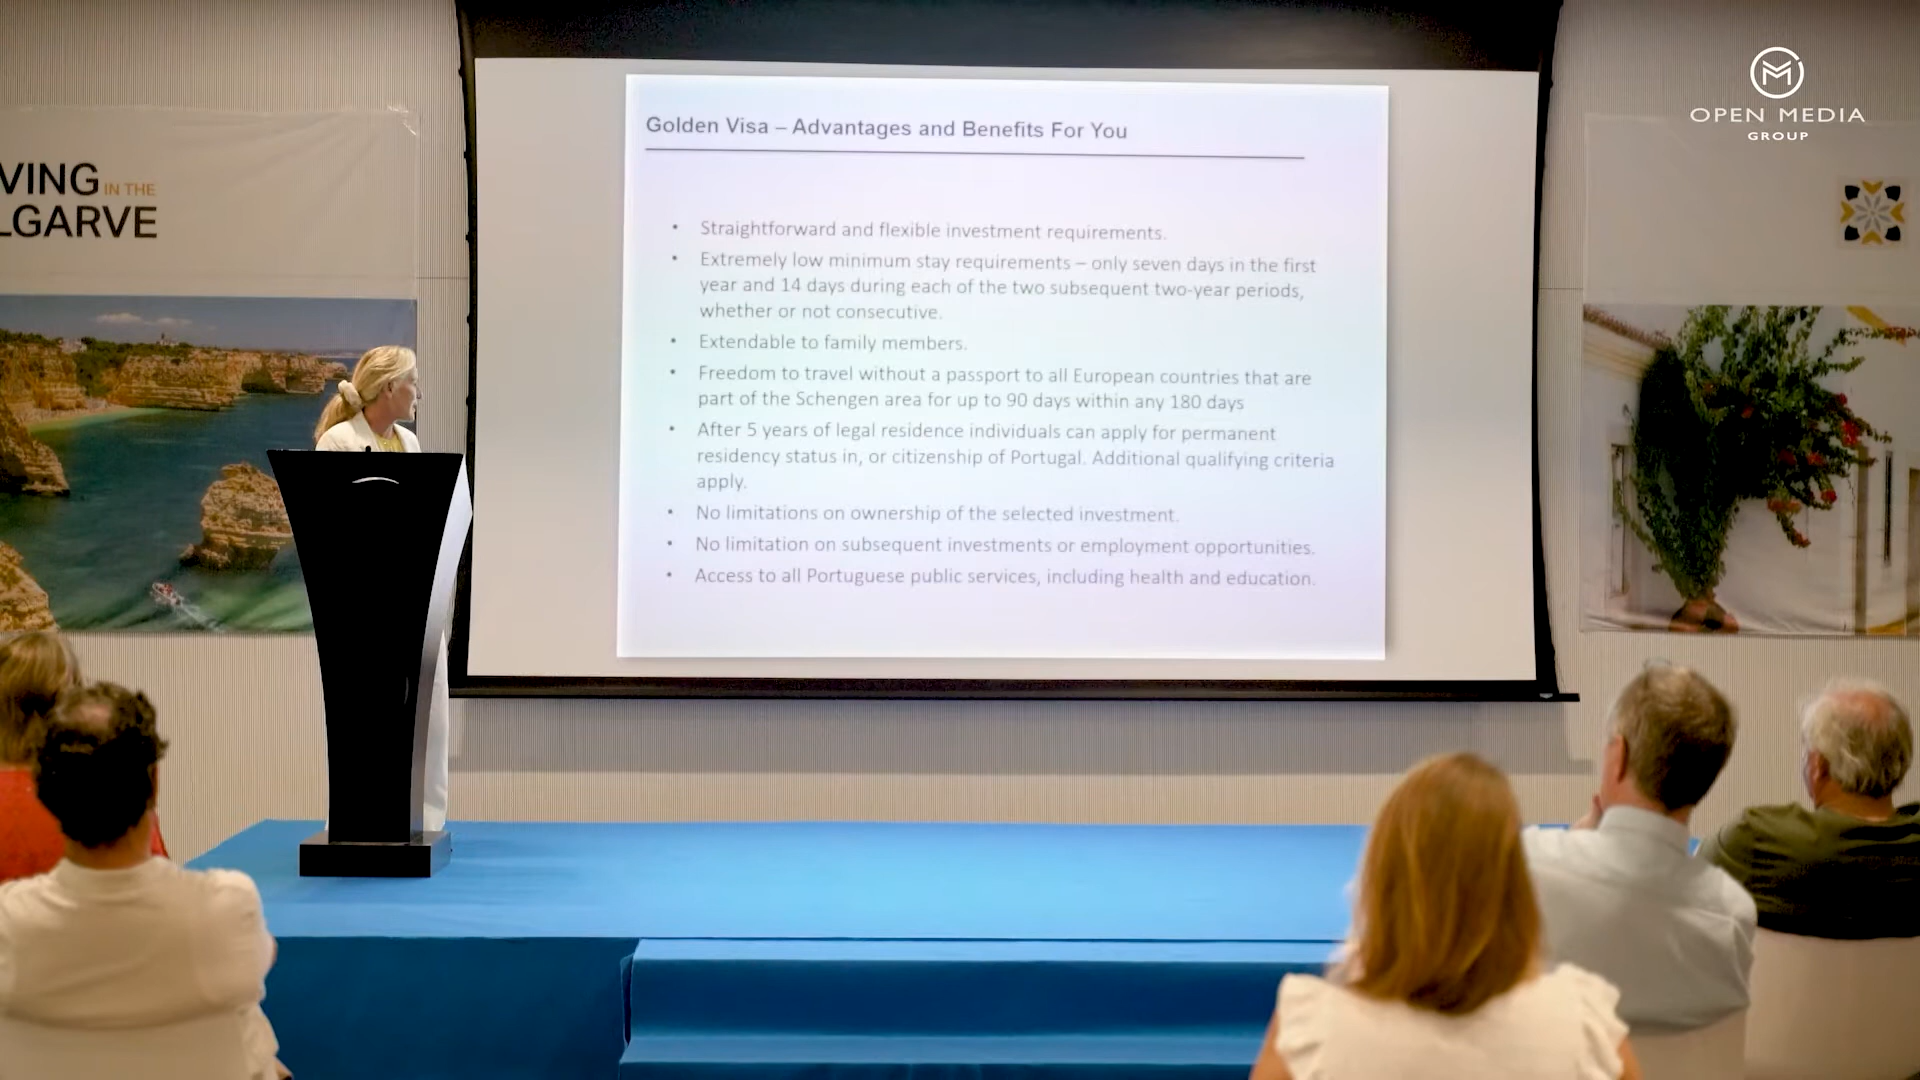 VING IN THE
LGARVE
Golden Visa – Advantages and Benefits For You
• Straightforward and flexible investment requirements.
• Extremely low minimum stay requirements – only seven days in the first
year and 14 days during each of the two subsequent two-year periods,
whether or not consecutive.
• Extendable to family members.
• Freedom to travel without a passport to all European countries that are
part of the Schengen area for up to 90 days within any 180 days
• After 5 years of legal residence individuals can apply for permanent
residency status in, or citizenship of Portugal. Additional qualifying criteria
apply.
• No limitations on ownership of the selected investment.
• No limitation on subsequent investments or employment opportunities.
• Access to all Portuguese public services, including health and education.
OPEN MEDIA
GROUP